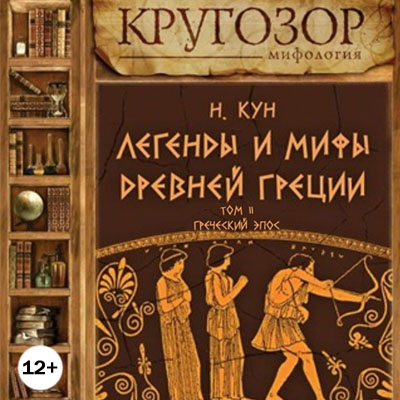 КРУГОЗОР
мифология
Н. КУН
ЛЕГЕНДЫ И МИФЫ
ДРЕВНЕЙ ГРЕЦИИ
ТОМ II
ГРЕЧЕСКИЙ ЭПОС
12+